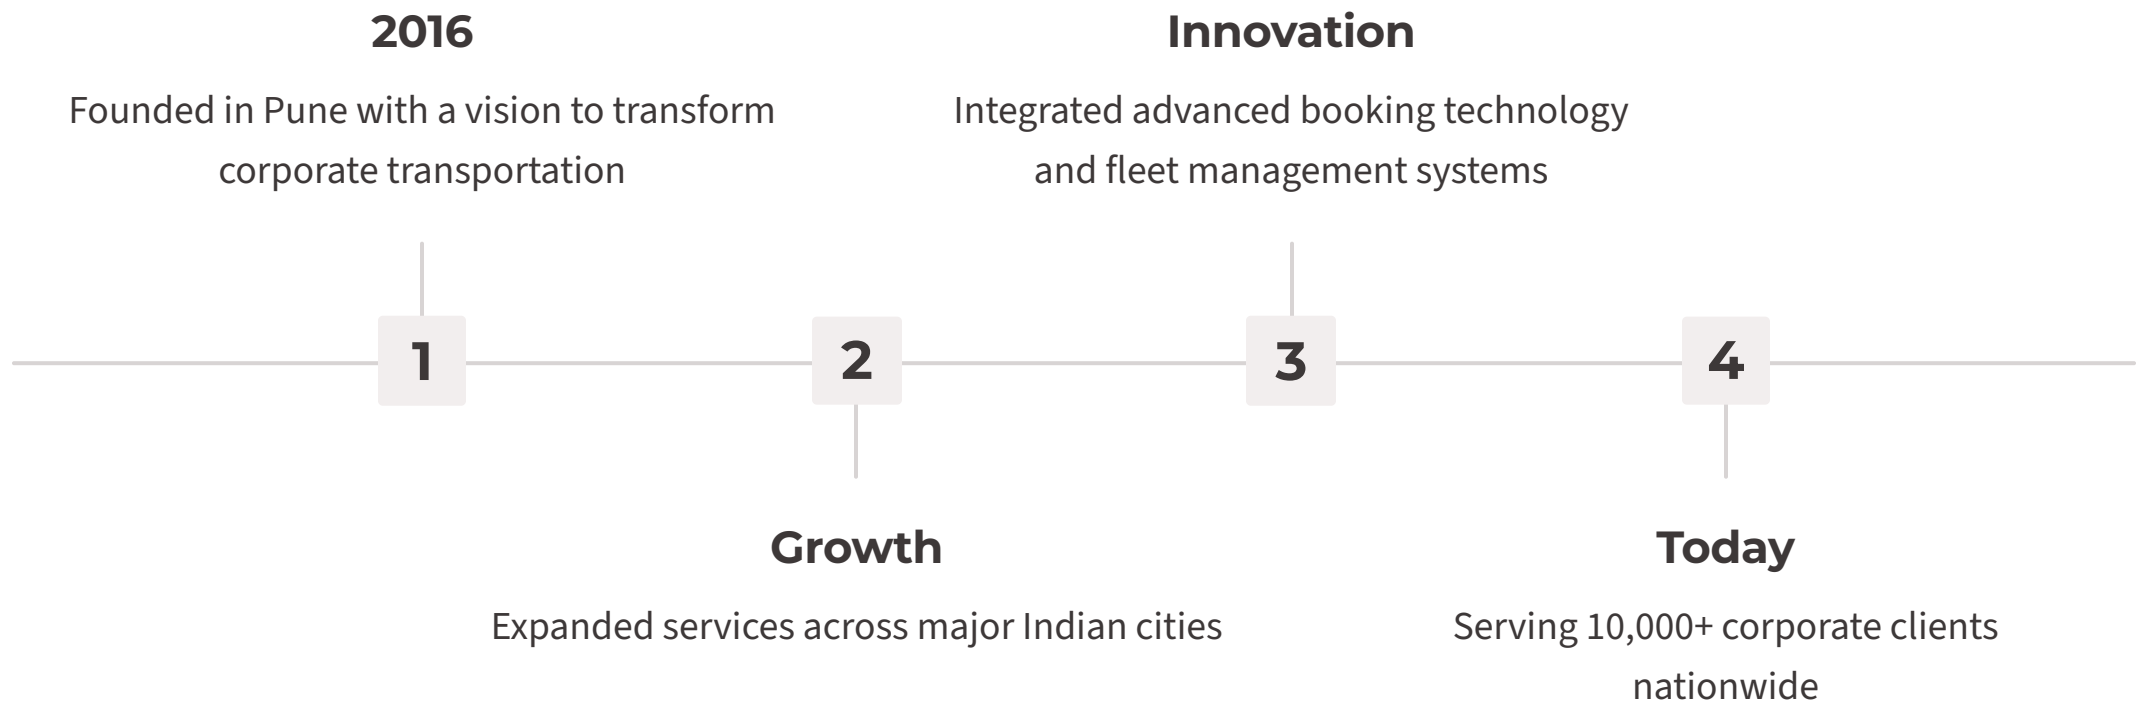 2016
Founded in Pune with a vision to transform
corporate transportation
Innovation
Integrated advanced booking technology
and fleet management systems
1
2
3
4
Growth
Expanded services across major Indian cities
Today
Serving 10,000+ corporate clients
nationwide